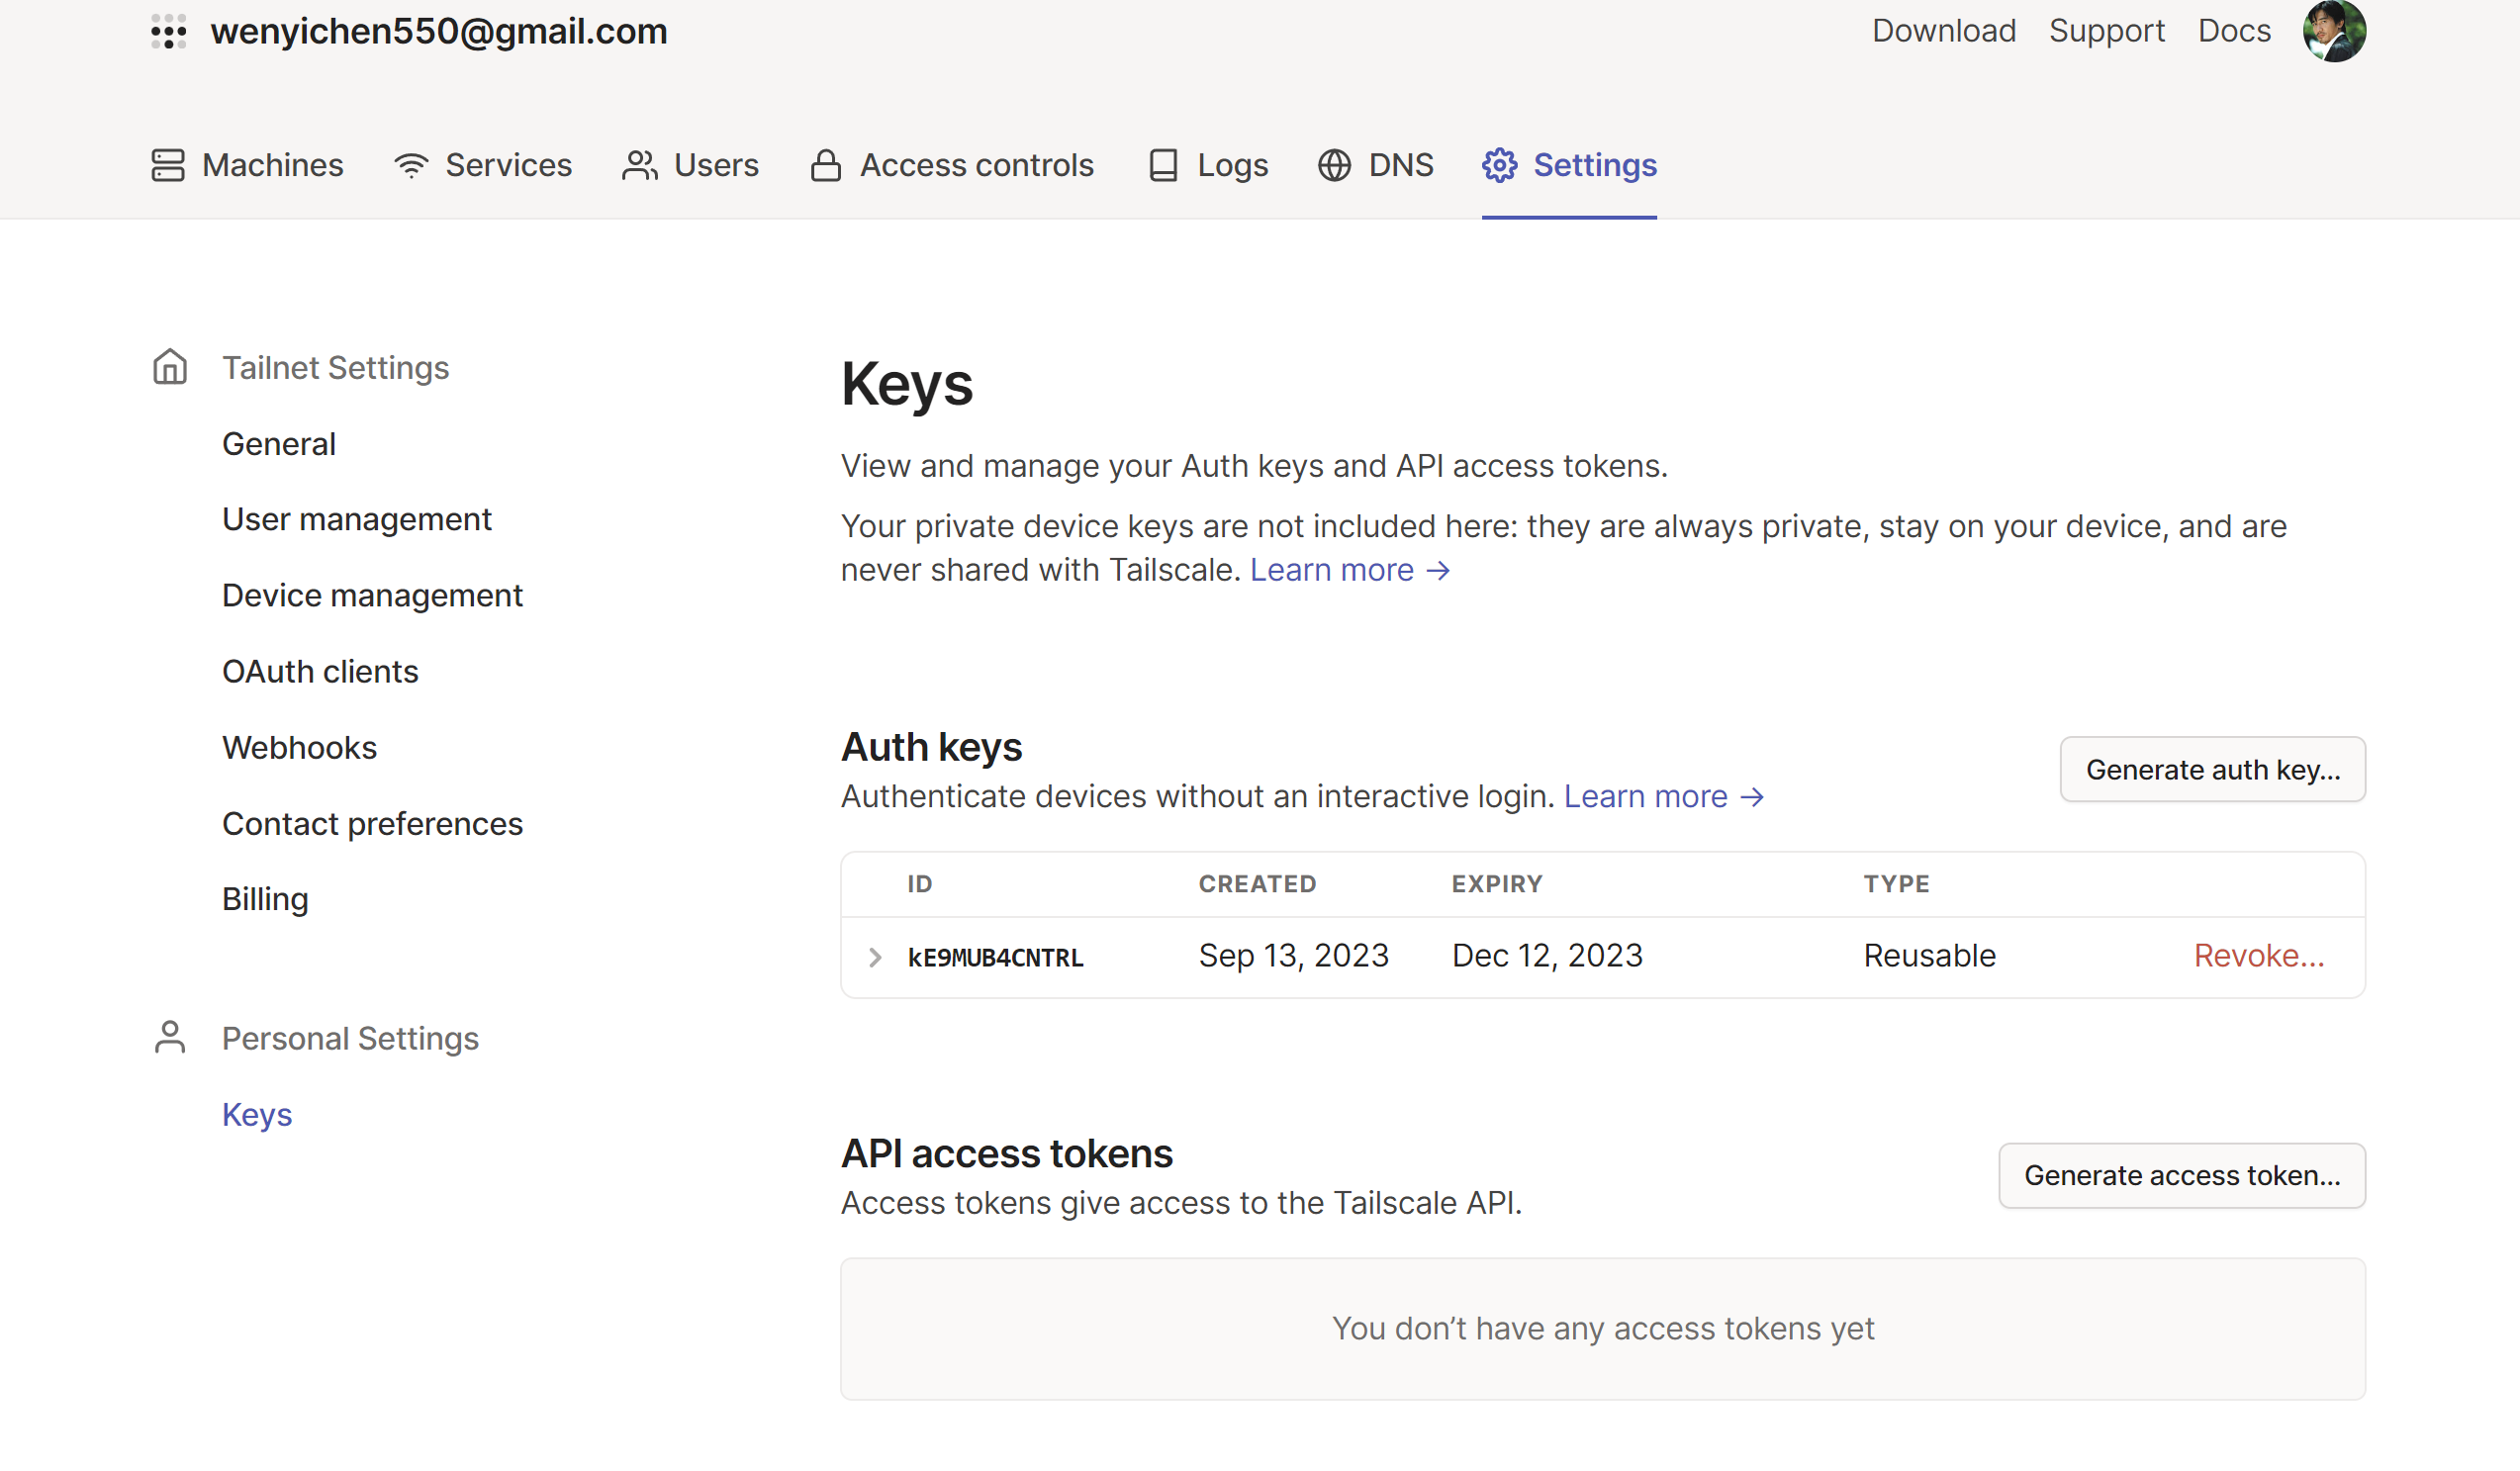 wenyichen550@gmail.com
Download Support Docs
Machines Services Users Access controls Logs DNS Settings
Tailnet Settings
General
User management
Device management
OAuth clients
Webhooks
Contact preferences
Billing
Personal Settings
Keys
Keys
View and manage your Auth keys and API access tokens.
Your private device keys are not included here: they are always private, stay on your device, and are
never shared with Tailscale. Learn more →
Auth keys
Authenticate devices without an interactive login. Learn more →
Generate auth key...
ID CREATED EXPIRY TYPE
kE9MUB4CNTRL Sep 13, 2023 Dec 12, 2023 Reusable Revoke...
API access tokens
Access tokens give access to the Tailscale API.
Generate access token...
You don’t have any access tokens yet